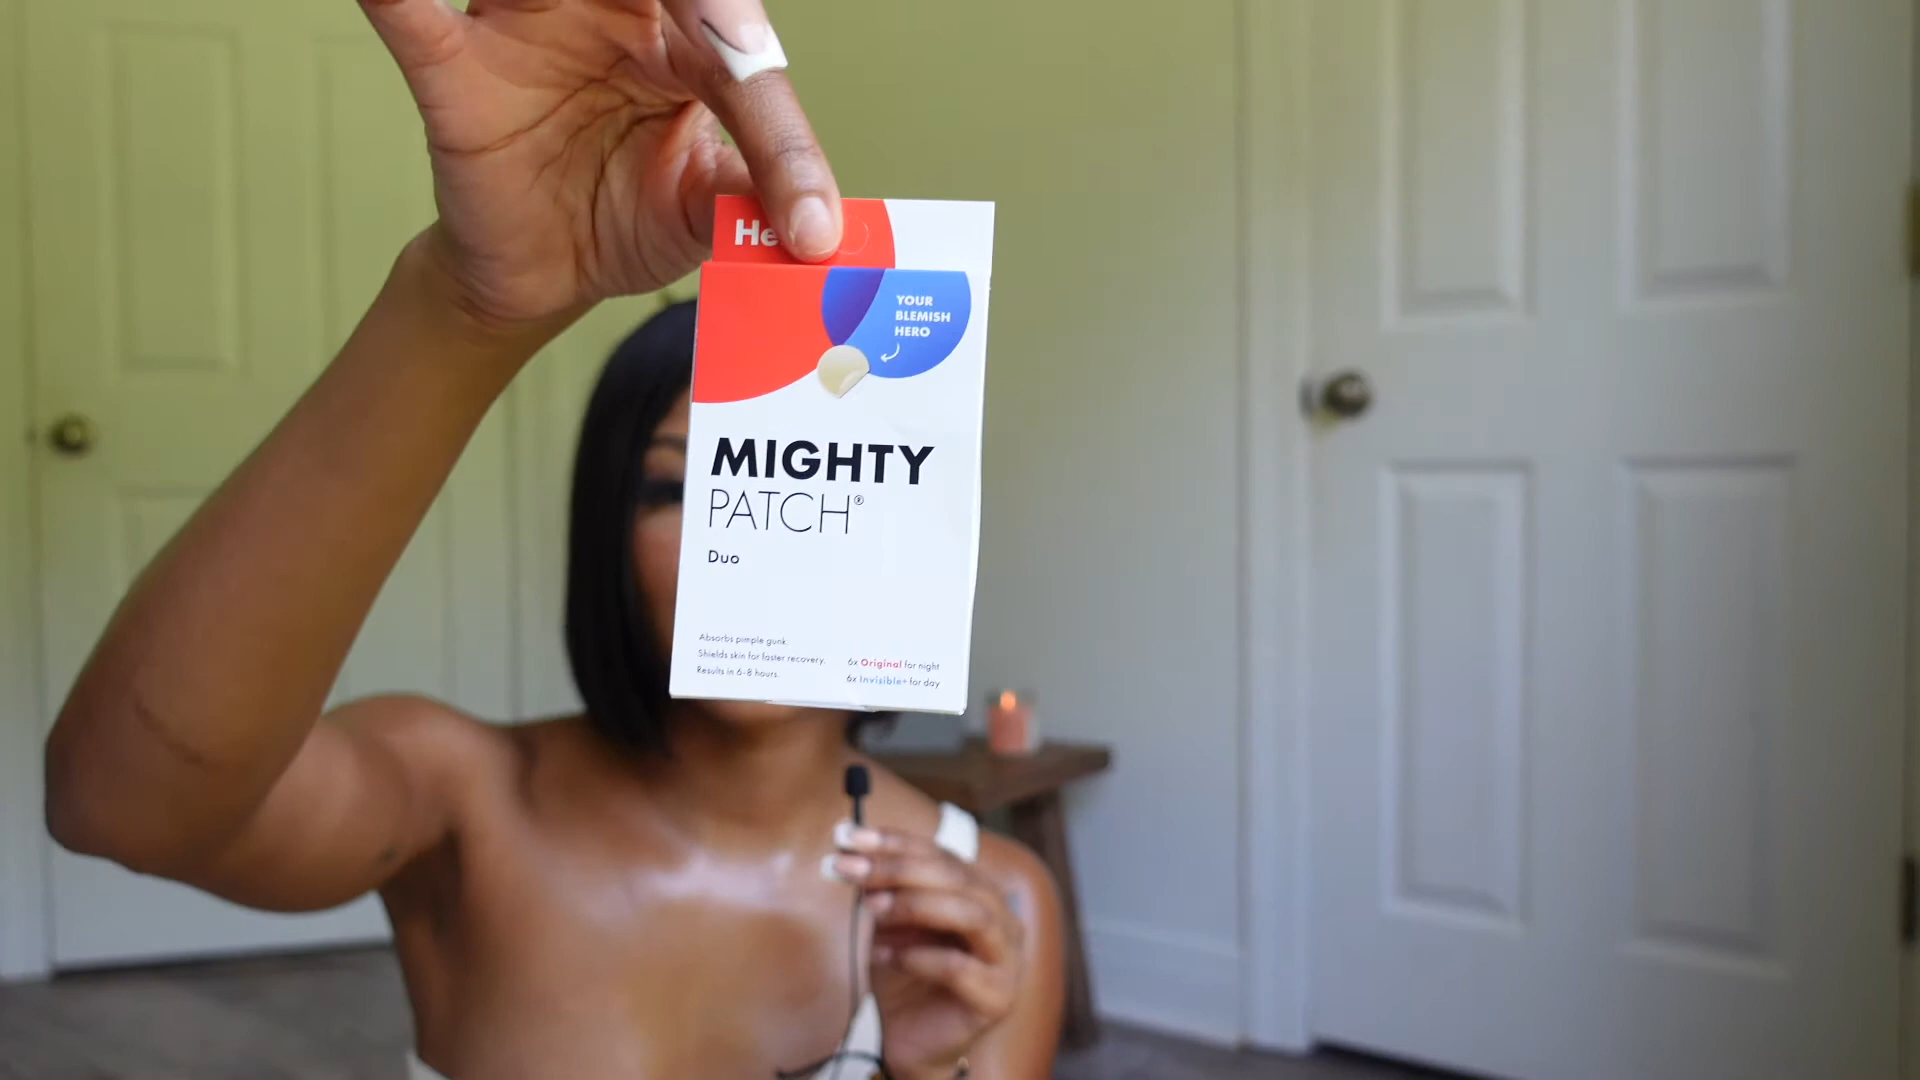 He
YOUR
BLEMISH
HERO
MIGHTY
PATCH®
Duo
Absorbs pimple gunk.
Shields skin for faster recovery.
Results in 6-8 hours.
6x Original for night
6x Invisible+ for day